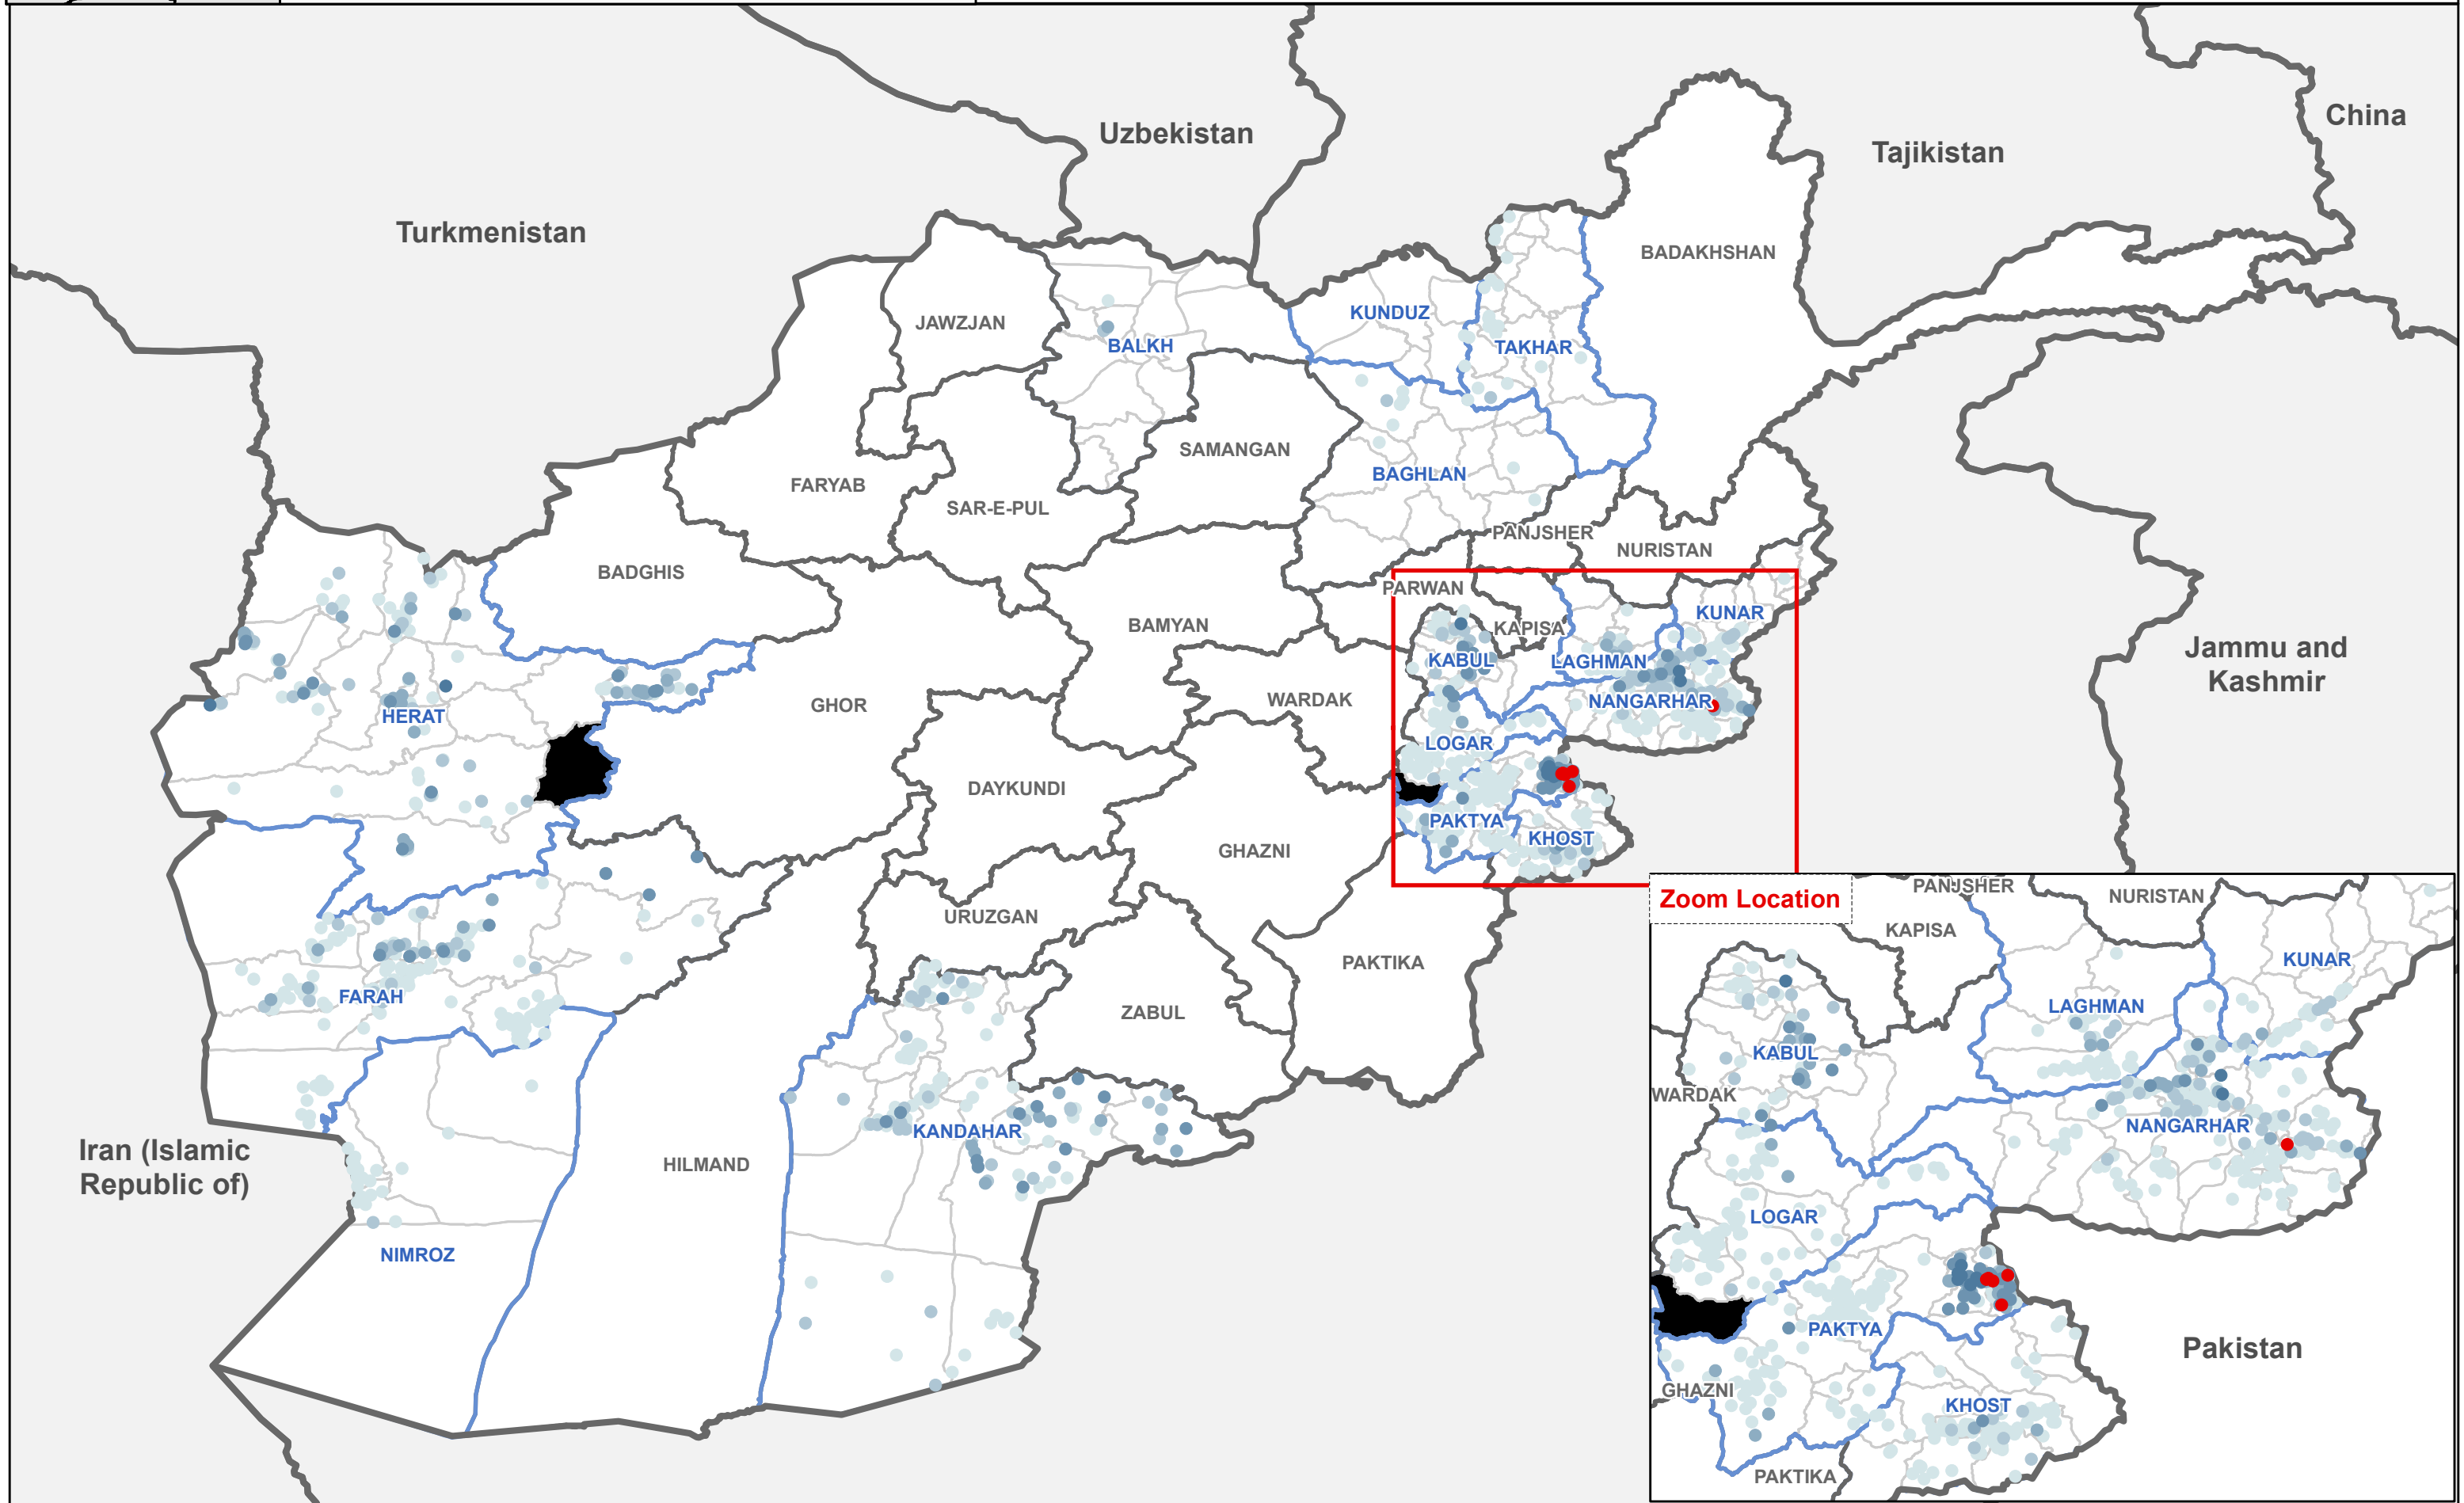 China
Uzbekistan
Tajikistan
Turkmenistan
BADAKHSHAN
KUNDUZ
JAWZJAN
BALKH
TAKHAR
SAMANGAN
BAGHLAN
FARYAB
SAR-E-PUL
PANJSHER
NURISTAN
BADGHIS
PARWAN
KUNAR
BAMYAN
KAPISA
Jammu and
Kashmir
KABUL
LAGHMAN
WARDAK
NANGARHAR
GHOR
HERAT
LOGAR
DAYKUNDI
PAKTYA
KHOST
GHAZNI
URUZGAN
PAKTIKA
FARAH
ZABUL
KANDAHAR
HILMAND
Iran (Islamic
Republic of)
NIMROZ
Zoom Location
PANJSHER
NURISTAN
KAPISA
KUNAR
LAGHMAN
KABUL
WARDAK
NANGARHAR
LOGAR
PAKTYA
Pakistan
GHAZNI
KHOST
PAKTIKA